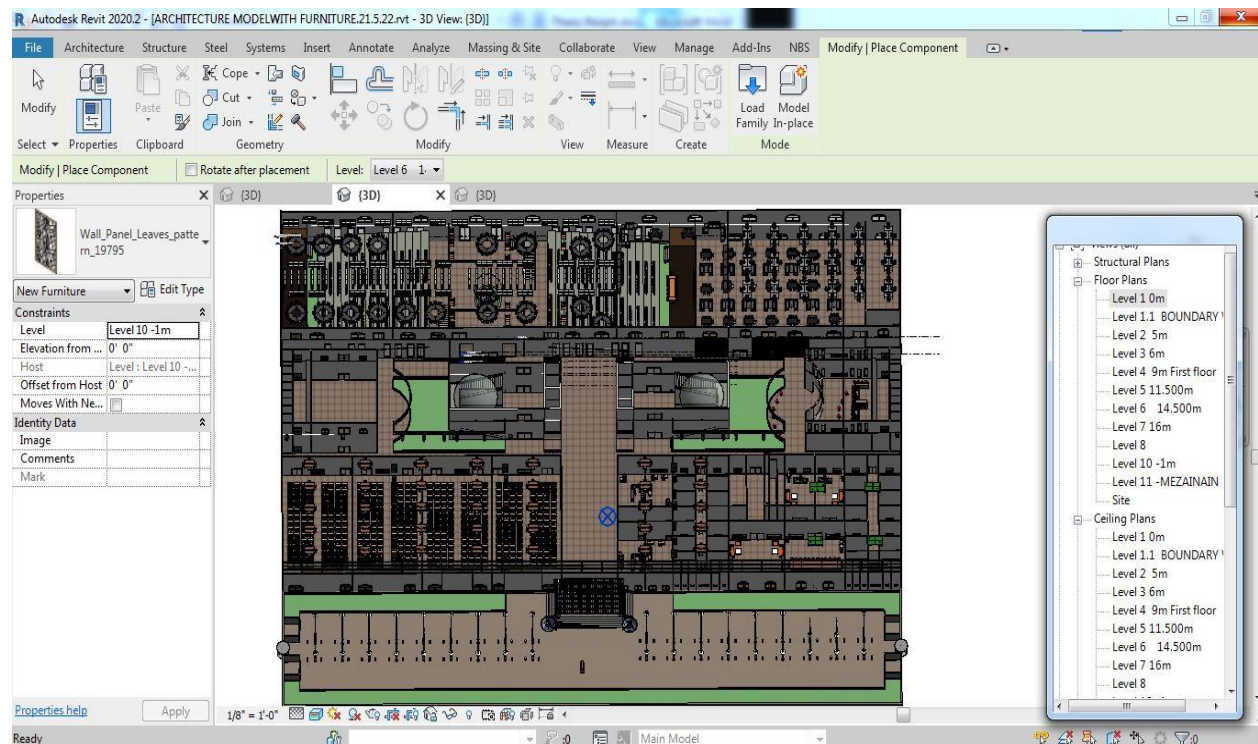 Autodesk Revit 2020.2 - [ARCHITECTURE MODELWITH FURNITURE.21.5.22.rvt - 3D View: {3D}]
File Architecture Structure Steel Systems Insert Annotate Analyze Massing & Site Collaborate View Manage Add-Ins NBS Modify | Place Component
Modify Paste Cope Cut Join Load Family Model In-place
Select Properties Clipboard Geometry Modify View Measure Create Mode
Modify | Place Component Rotate after placement Level: Level 6 1
Properties X {3D} {3D} X {3D}
Wall_Panel_Leaves_patte
rn_19795
New Furniture Edit Type
Constraints
Level Level 10 -1m
Elevation from ... 0' 0"
Host Level : Level 10 -...
Offset from Host 0' 0"
Moves With Ne...
Identity Data
Image
Comments
Mark
Properties help Apply
1/8" = 1'-0"
Ready :0 Main Model :0
X
Structural Plans
Floor Plans
Level 1 0m
Level 1.1 BOUNDARY
Level 2 5m
Level 3 6m
Level 4 9m First floor
Level 5 11.500m
Level 6 14.500m
Level 7 16m
Level 8
Level 10 -1m
Level 11 -MEZAINAIN
Site
Ceiling Plans
Level 1 0m
Level 1.1 BOUNDARY
Level 2 5m
Level 3 6m
Level 4 9m First floor
Level 5 11.500m
Level 6 14.500m
Level 7 16m
Level 8